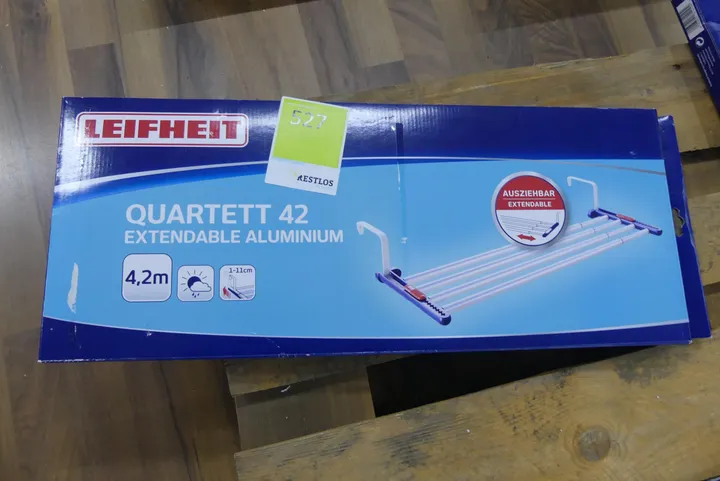 LEIFHEIT
527
RESTLOS
QUARTETT 42
EXTENDABLE ALUMINIUM
4,2m
1-11cm
AUSZIEHBAR
EXTENDABLE